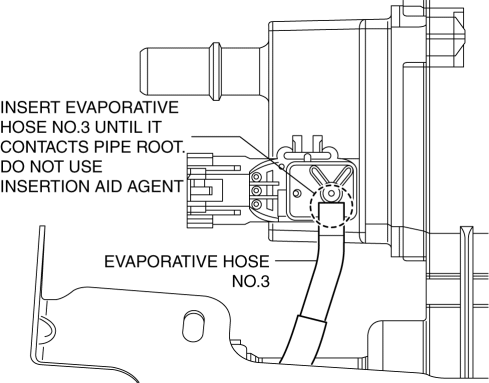 INSERT EVAPORATIVE
HOSE NO.3 UNTIL IT
CONTACTS PIPE ROOT.
DO NOT USE
INSERTION AID AGENT
EVAPORATIVE HOSE
NO.3